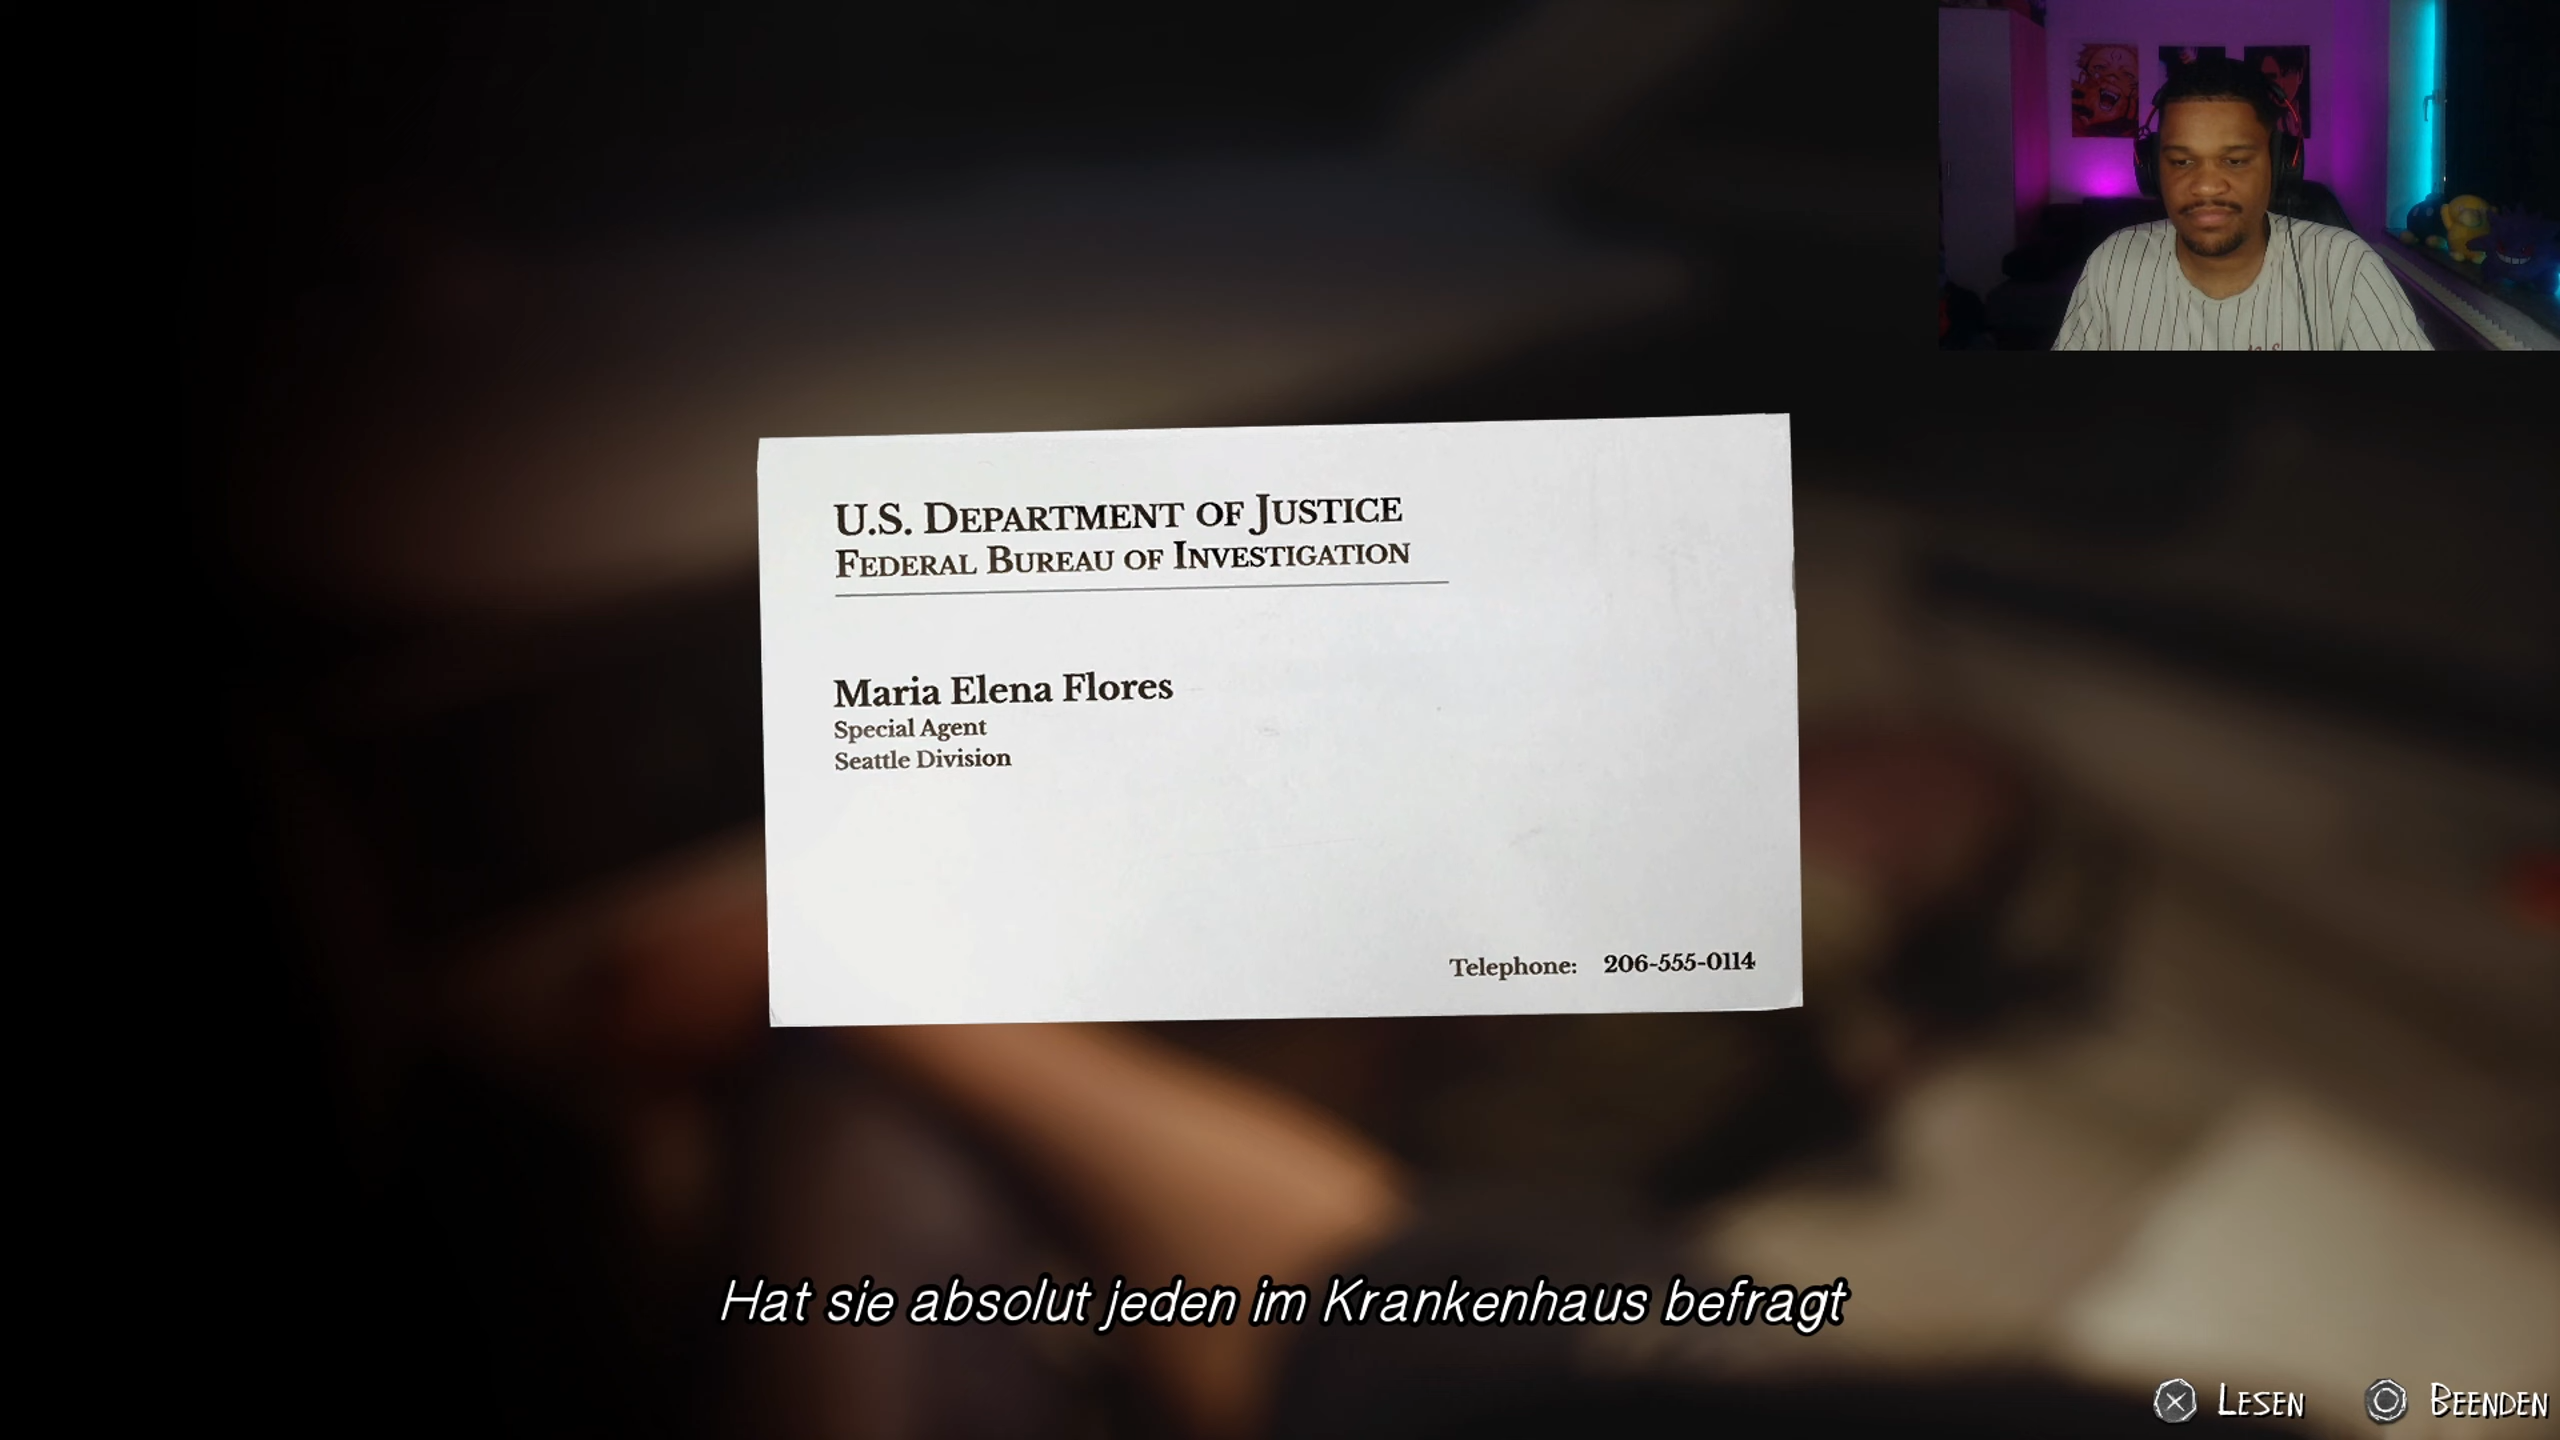 U.S. DEPARTMENT OF JUSTICE
FEDERAL BUREAU OF INVESTIGATION
Maria Elena Flores
Special Agent
Seattle Division
Telephone: 206-555-0114
Hat sie absolut jeden im Krankenhaus befragt
LESEN BEENDEN